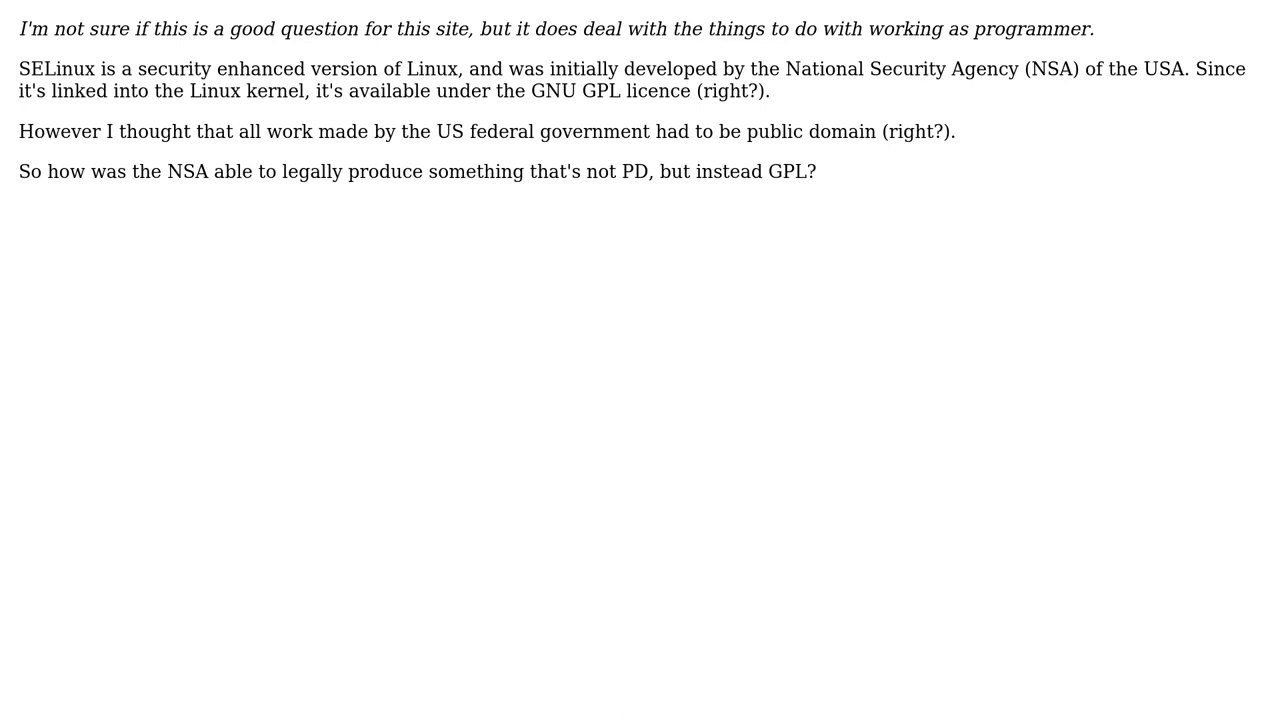 I'm not sure if this is a good question for this site, but it does deal with the things to do with working as programmer.
SELinux is a security enhanced version of Linux, and was initially developed by the National Security Agency (NSA) of the USA. Since
it's linked into the Linux kernel, it's available under the GNU GPL licence (right?).
However I thought that all work made by the US federal government had to be public domain (right?).
So how was the NSA able to legally produce something that's not PD, but instead GPL?